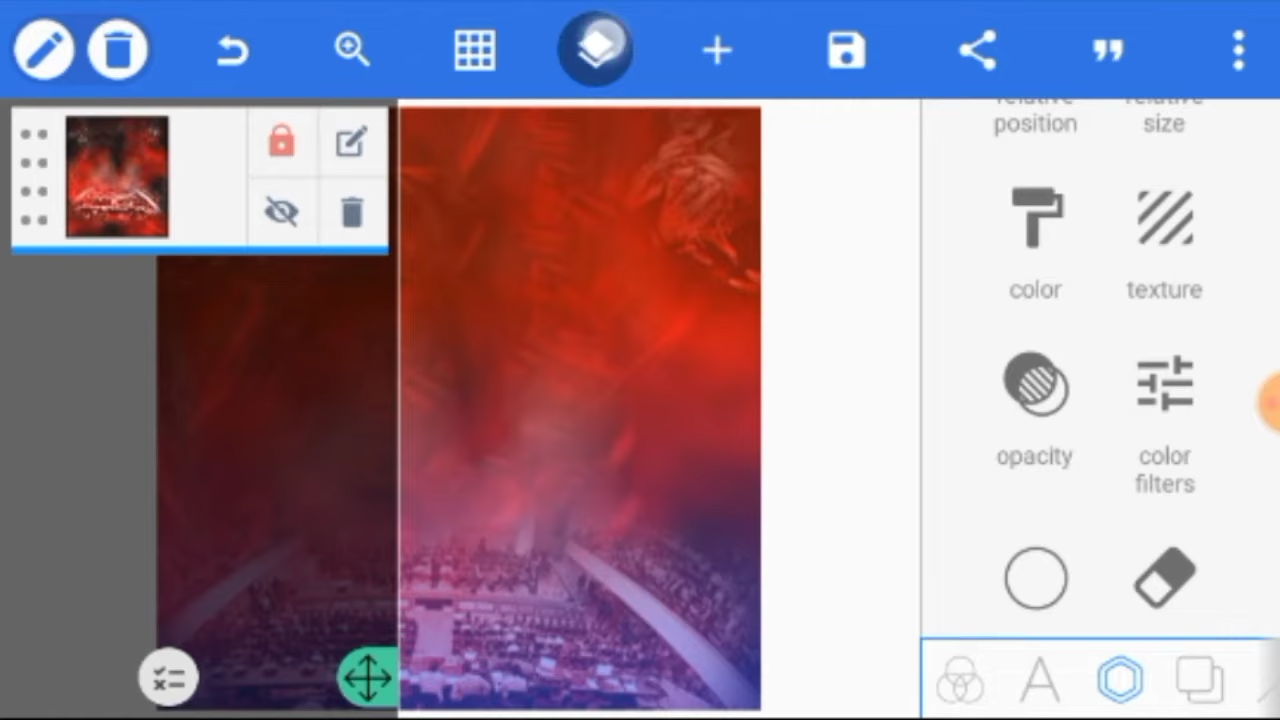 relative relative
position size
color texture
opacity color
filters